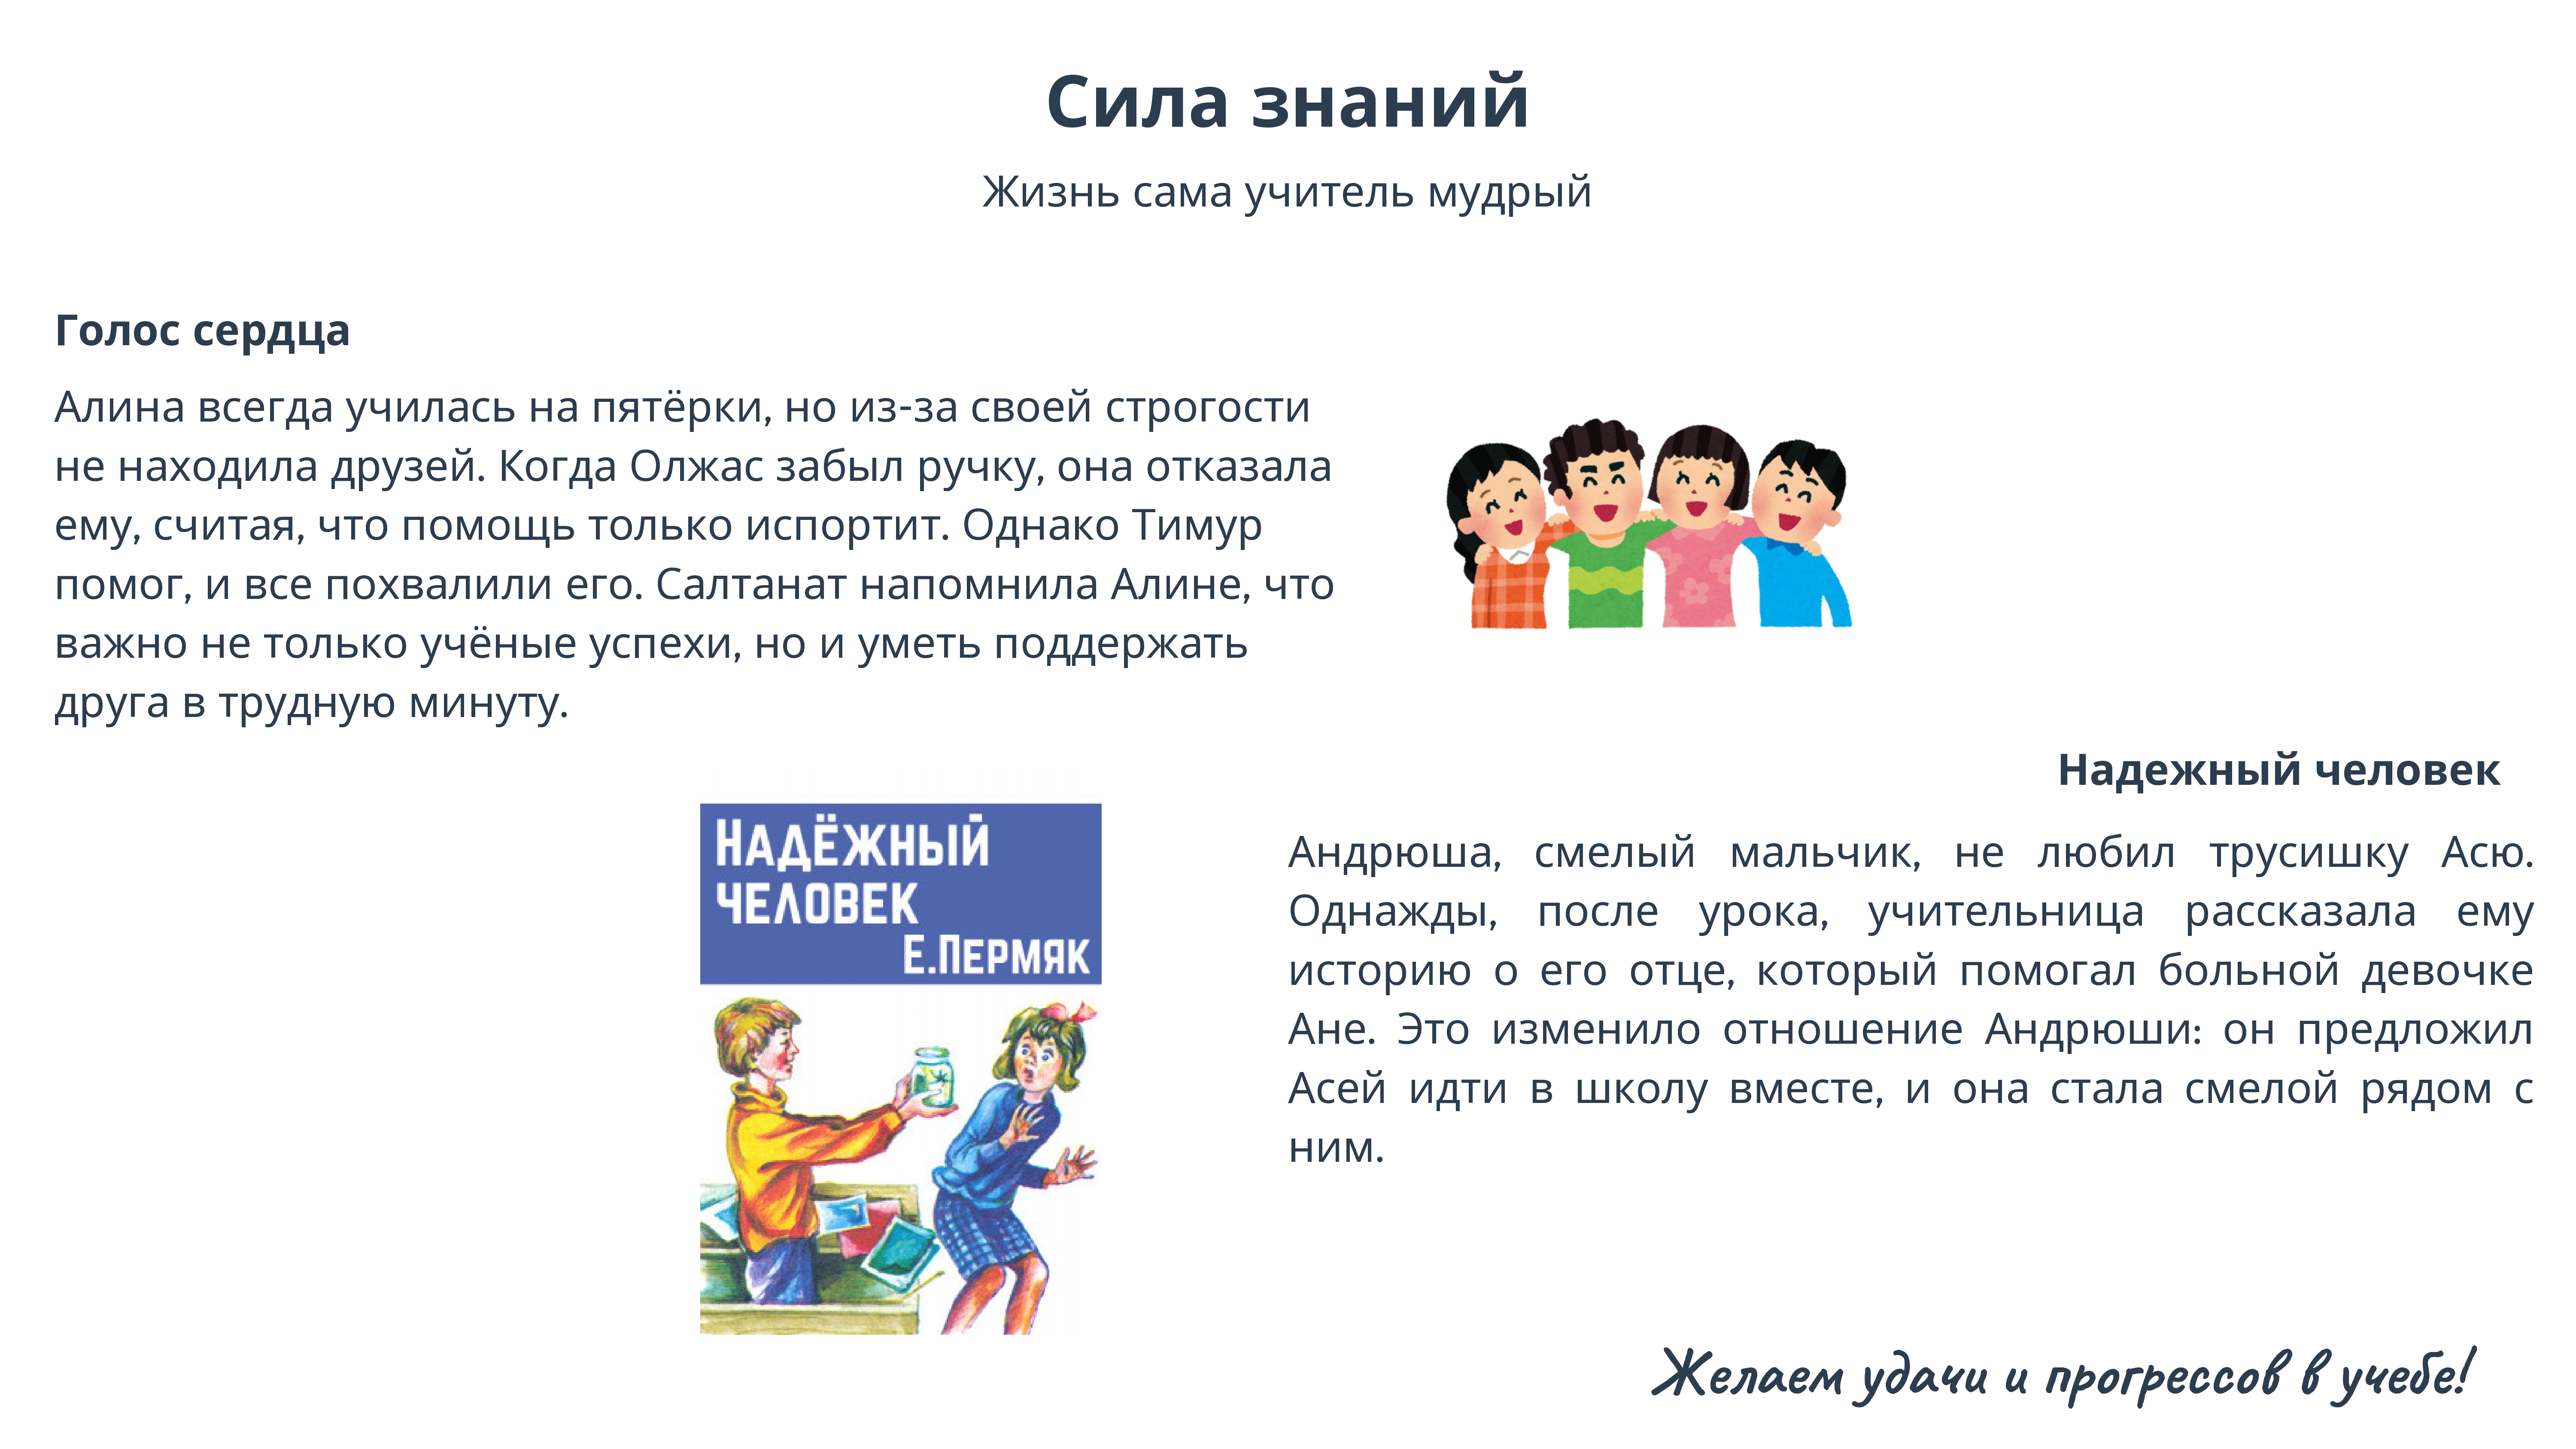 Сила знаний
Жизнь сама учитель мудрый
Голос сердца
Алина всегда училась на пятёрки, но из-за своей строгости
не находила друзей. Когда Олжас забыл ручку, она отказала
ему, считая, что помощь только испортит. Однако Тимур
помог, и все похвалили его. Салтанат напомнила Алине, что
важно не только учёные успехи, но и уметь поддержать
друга в трудную минуту.
Надежный человек
НАДЁЖНЫЙ
ЧЕЛОВЕК
Е.ПЕРМЯК
Андрюша, смелый мальчик, не любил трусишку Асю.
Однажды, после урока, учительница рассказала ему
историю о его отце, который помогал больной девочке
Ане. Это изменило отношение Андрюши: он предложил
Асей идти в школу вместе, и она стала смелой рядом с
ним.
Желаем удачи и прогрессов в учебе!